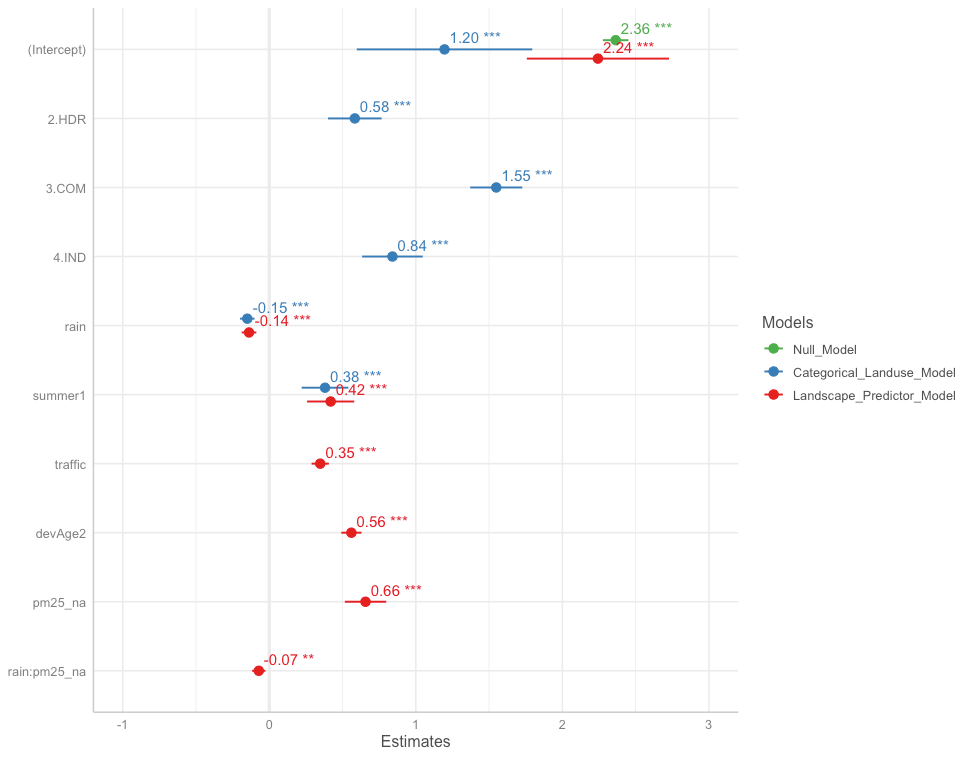 (Intercept)
1.20 ***
2.36 ***
2.24 ***
2.HDR
0.58 ***
3.COM
1.55 ***
4.IND
0.84 ***
rain
-0.15 ***
-0.14 ***
summer1
0.38 ***
0.42 ***
traffic
0.35 ***
devAge2
0.56 ***
pm25_na
0.66 ***
rain:pm25_na
-0.07 **
-1 0 1 2 3
Estimates
Models
Null_Model
Categorical_Landuse_Model
Landscape_Predictor_Model